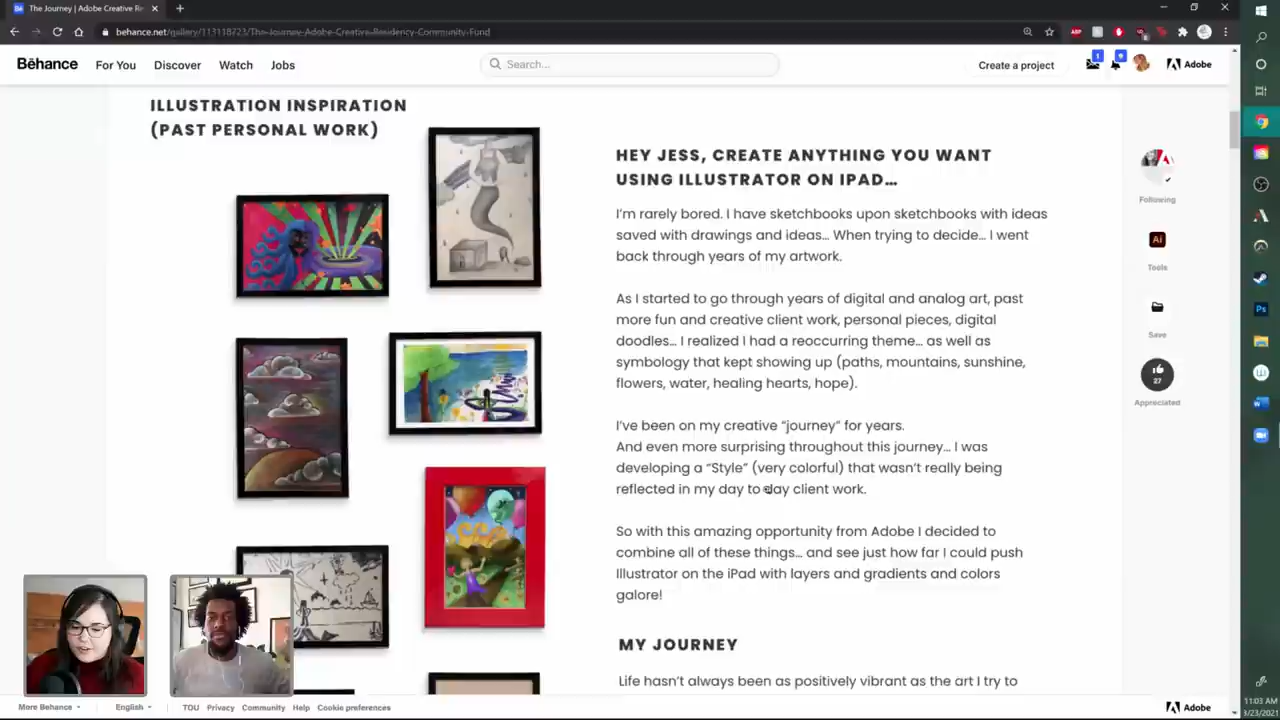 The Journey | Adobe Creative Re
behance.net/gallery/113118723/The-Journey-Adobe-Creative-Residency-Community-Fund
Bēhance
For You
Discover
Watch
Jobs
Search...
Create a project
1
9
Adobe
ILLUSTRATION INSPIRATION
(PAST PERSONAL WORK)
HEY JESS, CREATE ANYTHING YOU WANT
USING ILLUSTRATOR ON IPAD…
I'm rarely bored. I have sketchbooks upon sketchbooks with ideas
saved with drawings and ideas… When trying to decide… I went
back through years of my artwork.
As I started to go through years of digital and analog art, past
more fun and creative client work, personal pieces, digital
doodles… I realized I had a reoccurring theme… as well as
symbology that kept showing up (paths, mountains, sunshine,
flowers, water, healing hearts, hope).
I've been on my creative “journey” for years.
And even more surprising throughout this journey… I was
developing a “Style” (very colorful) that wasn't really being
reflected in my day to day client work.
So with this amazing opportunity from Adobe I decided to
combine all of these things… and see just how far I could push
Illustrator on the iPad with layers and gradients and colors
galore!
MY JOURNEY
Life hasn't always been as positively vibrant as the art I try to
Following
Ai
Tools
Save
27
Appreciated
More Behance
English
TOU
Privacy
Community
Help
Cookie preferences
Adobe
11:03 AM
3/23/2021